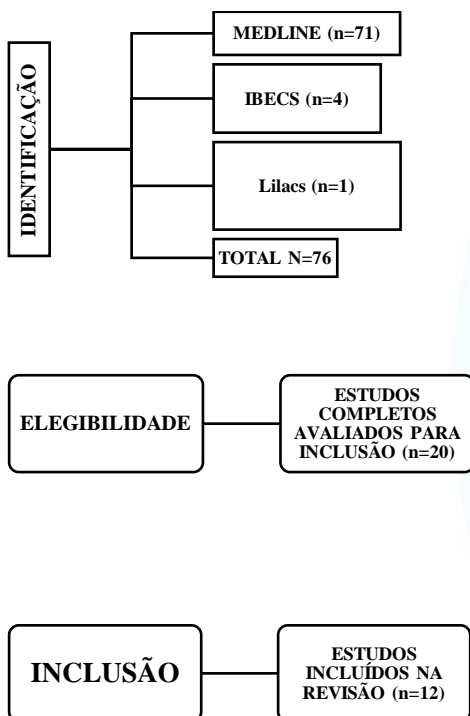 IDENTIFICAÇÃO
MEDLINE (n=71)
IBECS (n=4)
Lilacs (n=1)
TOTAL N=76
ELEGIBILIDADE
ESTUDOS
COMPLETOS
AVALIADOS PARA
INCLUSÃO (n=20)
INCLUSÃO
ESTUDOS
INCLUÍDOS NA
REVISÃO (n=12)